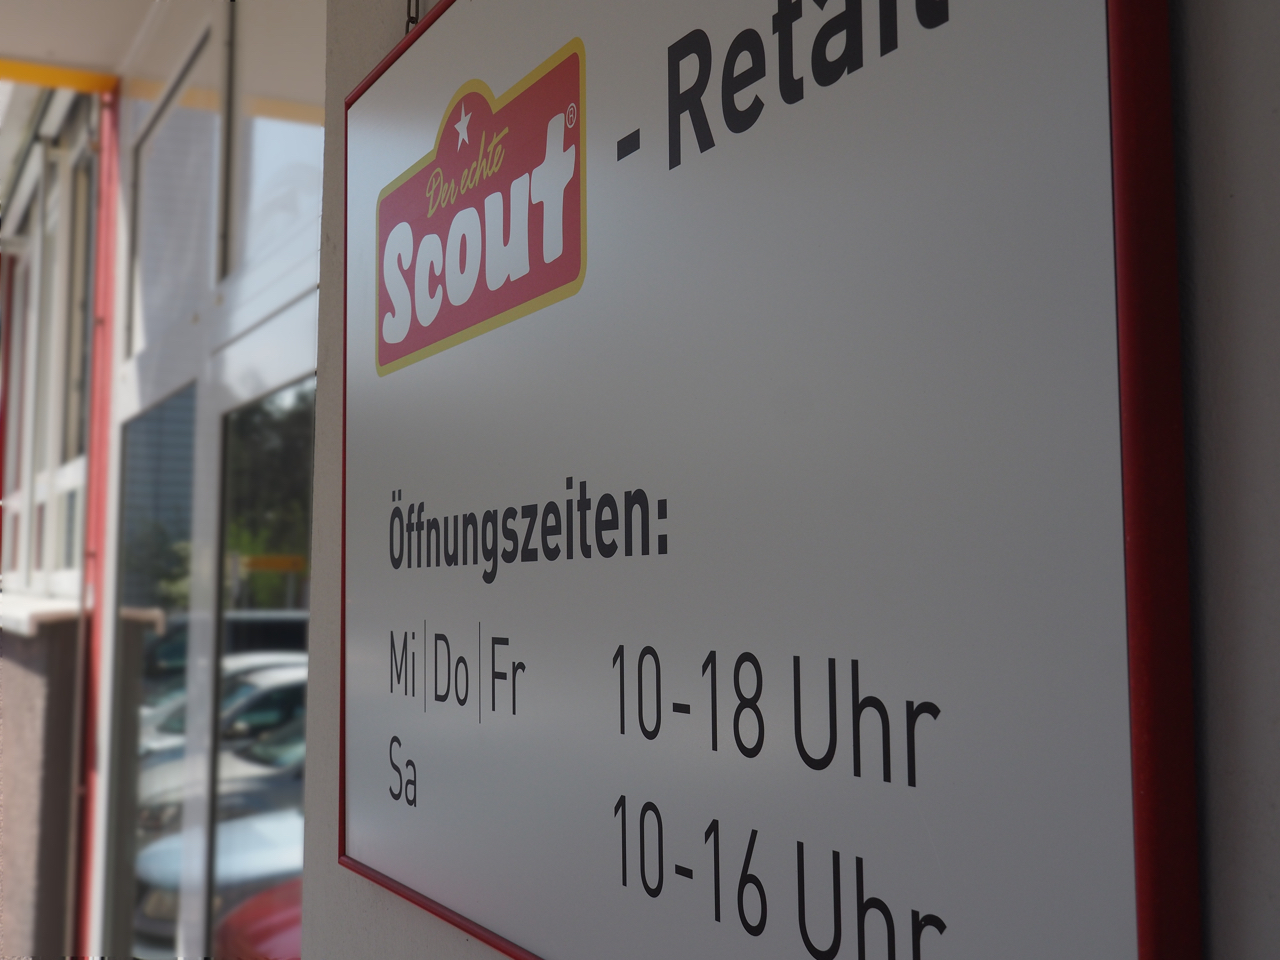 Der echte
Scout®
- Retail
Öffnungszeiten:
Mi|Do|Fr 10-18 Uhr
Sa 10-16 Uhr